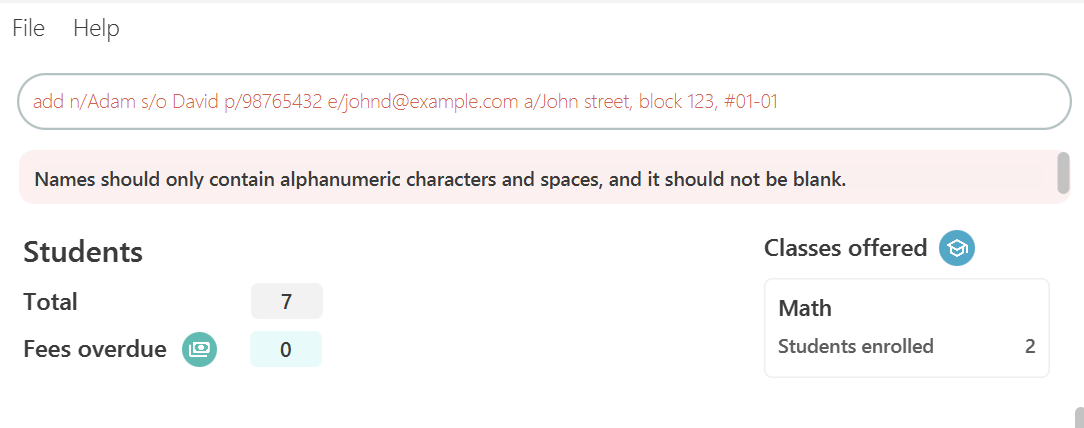 File Help
add n/Adam s/o David p/98765432 e/johnd@example.com a/John street, block 123, #01-01
Names should only contain alphanumeric characters and spaces, and it should not be blank.
Students
Total 7
Fees overdue 0
Classes offered
Math
Students enrolled 2